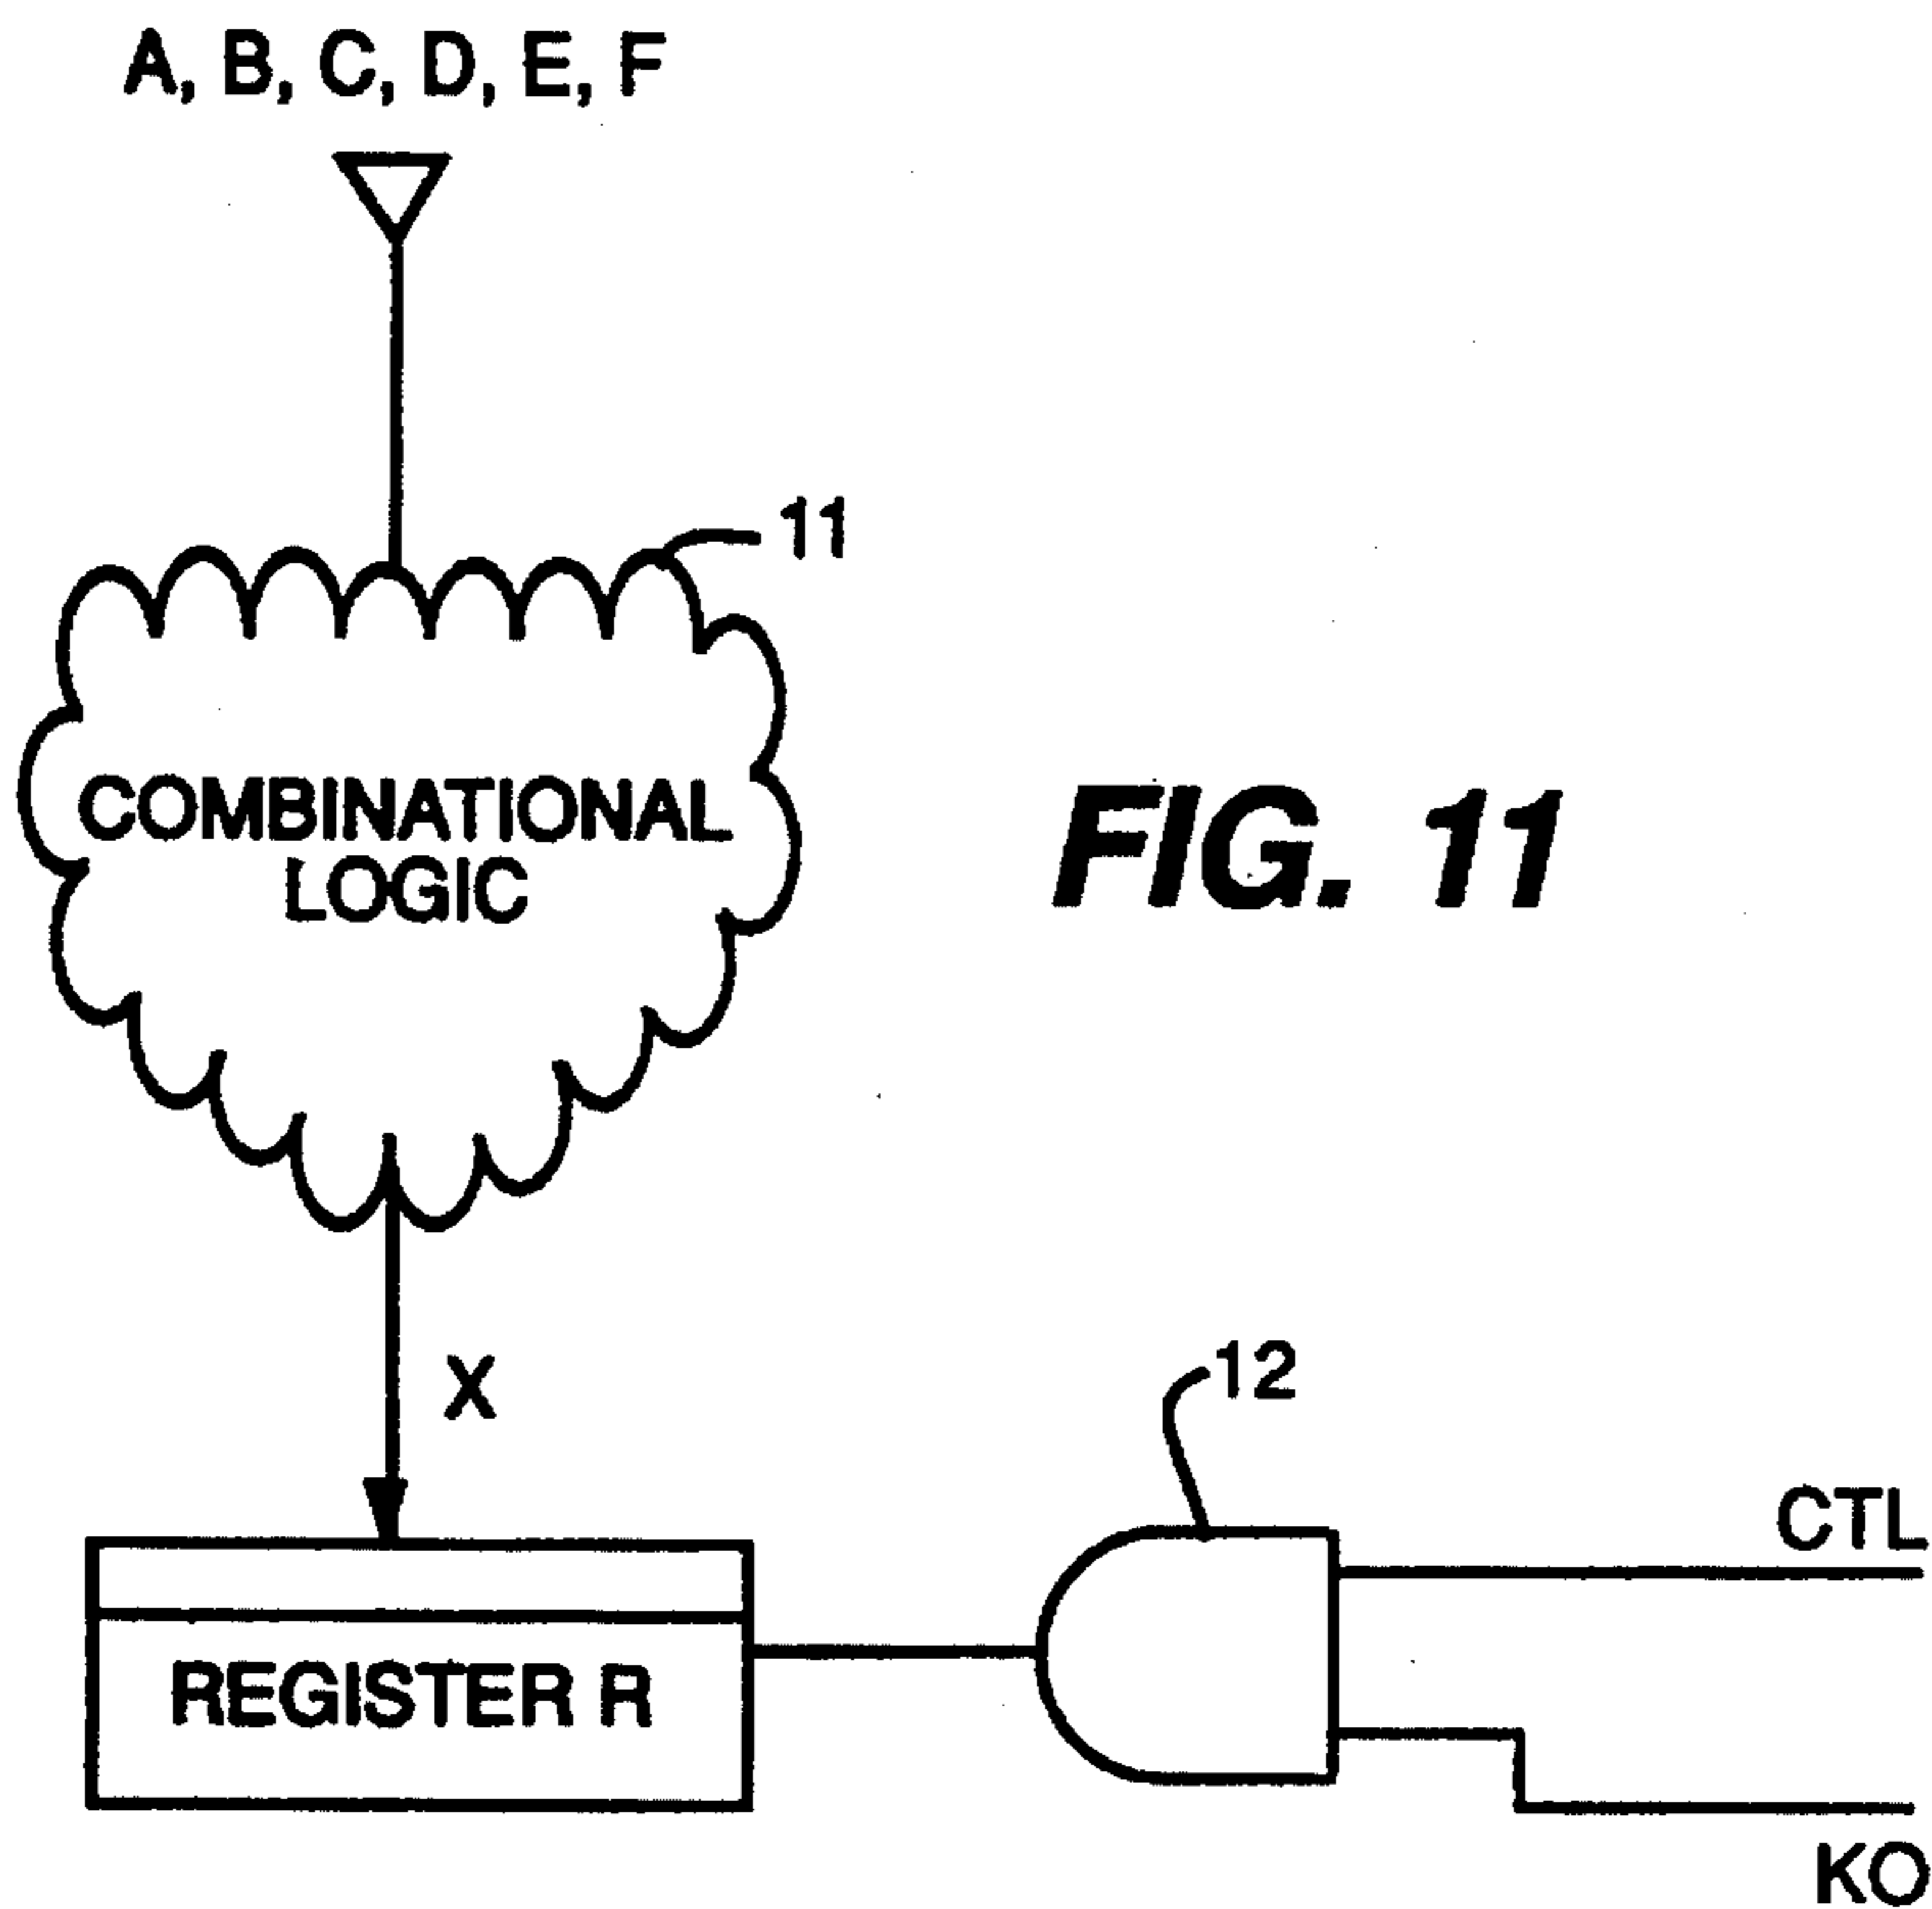 A, B, C, D, E, F
11
COMBINATIONAL
LOGIC
FIG. 11
X
12
CTL
REGISTER R
KO